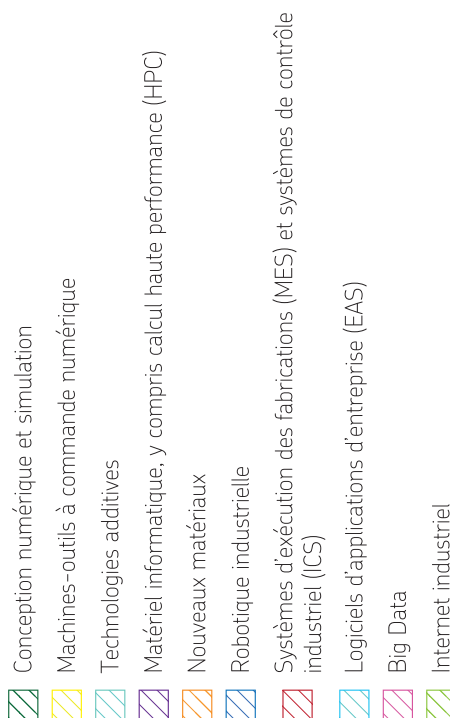 Conception numérique et simulation
Machines-outils à commande numérique
Technologies additives
Matériel informatique, y compris calcul haute performance (HPC)
Nouveaux matériaux
Robotique industrielle
Systèmes d'exécution des fabrications (MES) et systèmes de contrôle
industriel (ICS)
Logiciels d'applications d'entreprise (EAS)
Big Data
Internet industriel